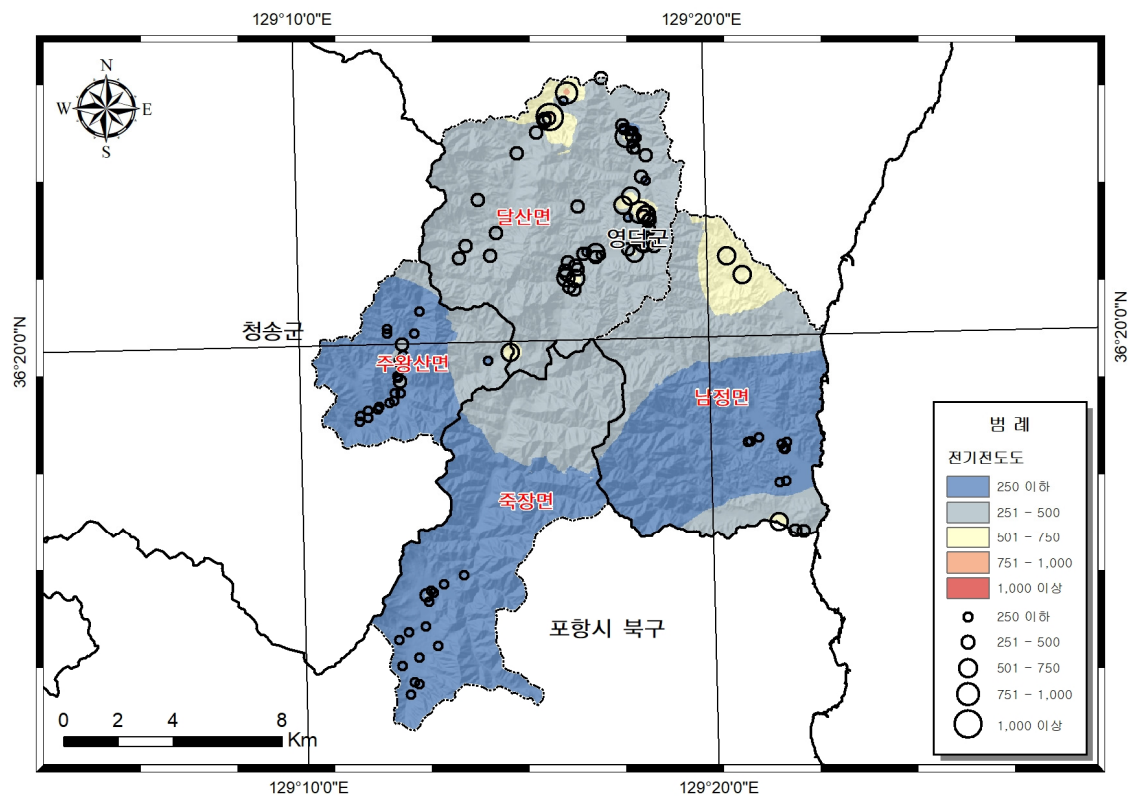 129°10'0"E
129°20'0"E
N
W
E
S
달산면
영덕군
청송군
36°20'0"N
36°20'0"N
주왕산면
남정면
죽장면
포항시 북구
범 례
전기전도도
250 이하
251 - 500
501 - 750
751 - 1,000
1,000 이상
250 이하
251 - 500
501 - 750
751 - 1,000
1,000 이상
0
2
4
8
Km
129°10'0"E
129°20'0"E